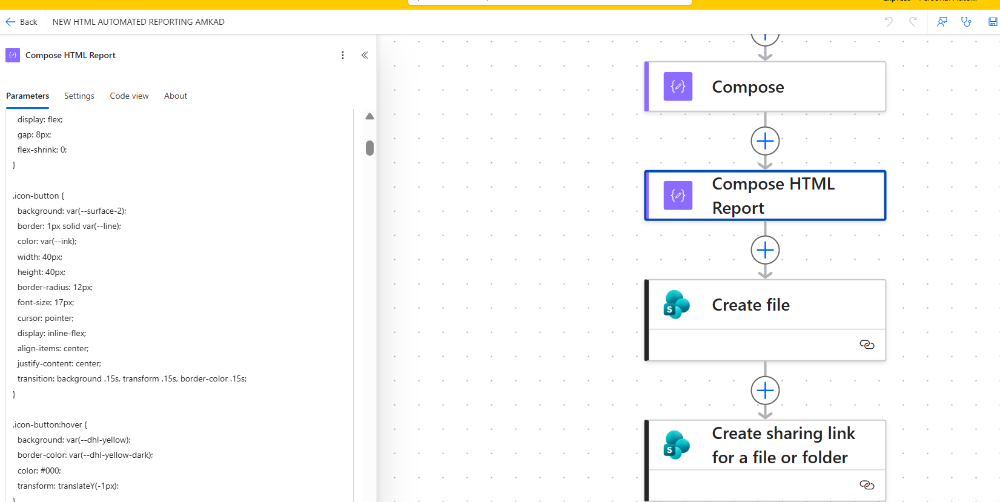 Back
NEW HTML AUTOMATED REPORTING AMKAD
Compose HTML Report
Parameters
Settings
Code view
About
display: flex;
gap: 8px;
flex-shrink: 0;
}
.icon-button {
background: var(--surface-2);
border: 1px solid var(--line);
color: var(--ink);
width: 40px;
height: 40px;
border-radius: 12px;
font-size: 17px;
cursor: pointer;
display: inline-flex;
align-items: center;
justify-content: center;
transition: background .15s, transform .15s, border-color .15s;
}
.icon-button:hover {
background: var(--dhl-yellow);
border-color: var(--dhl-yellow-dark);
color: #000;
transform: translateY(-1px);
}
Compose
Compose HTML
Report
Create file
S
Create sharing link
for a file or folder
S